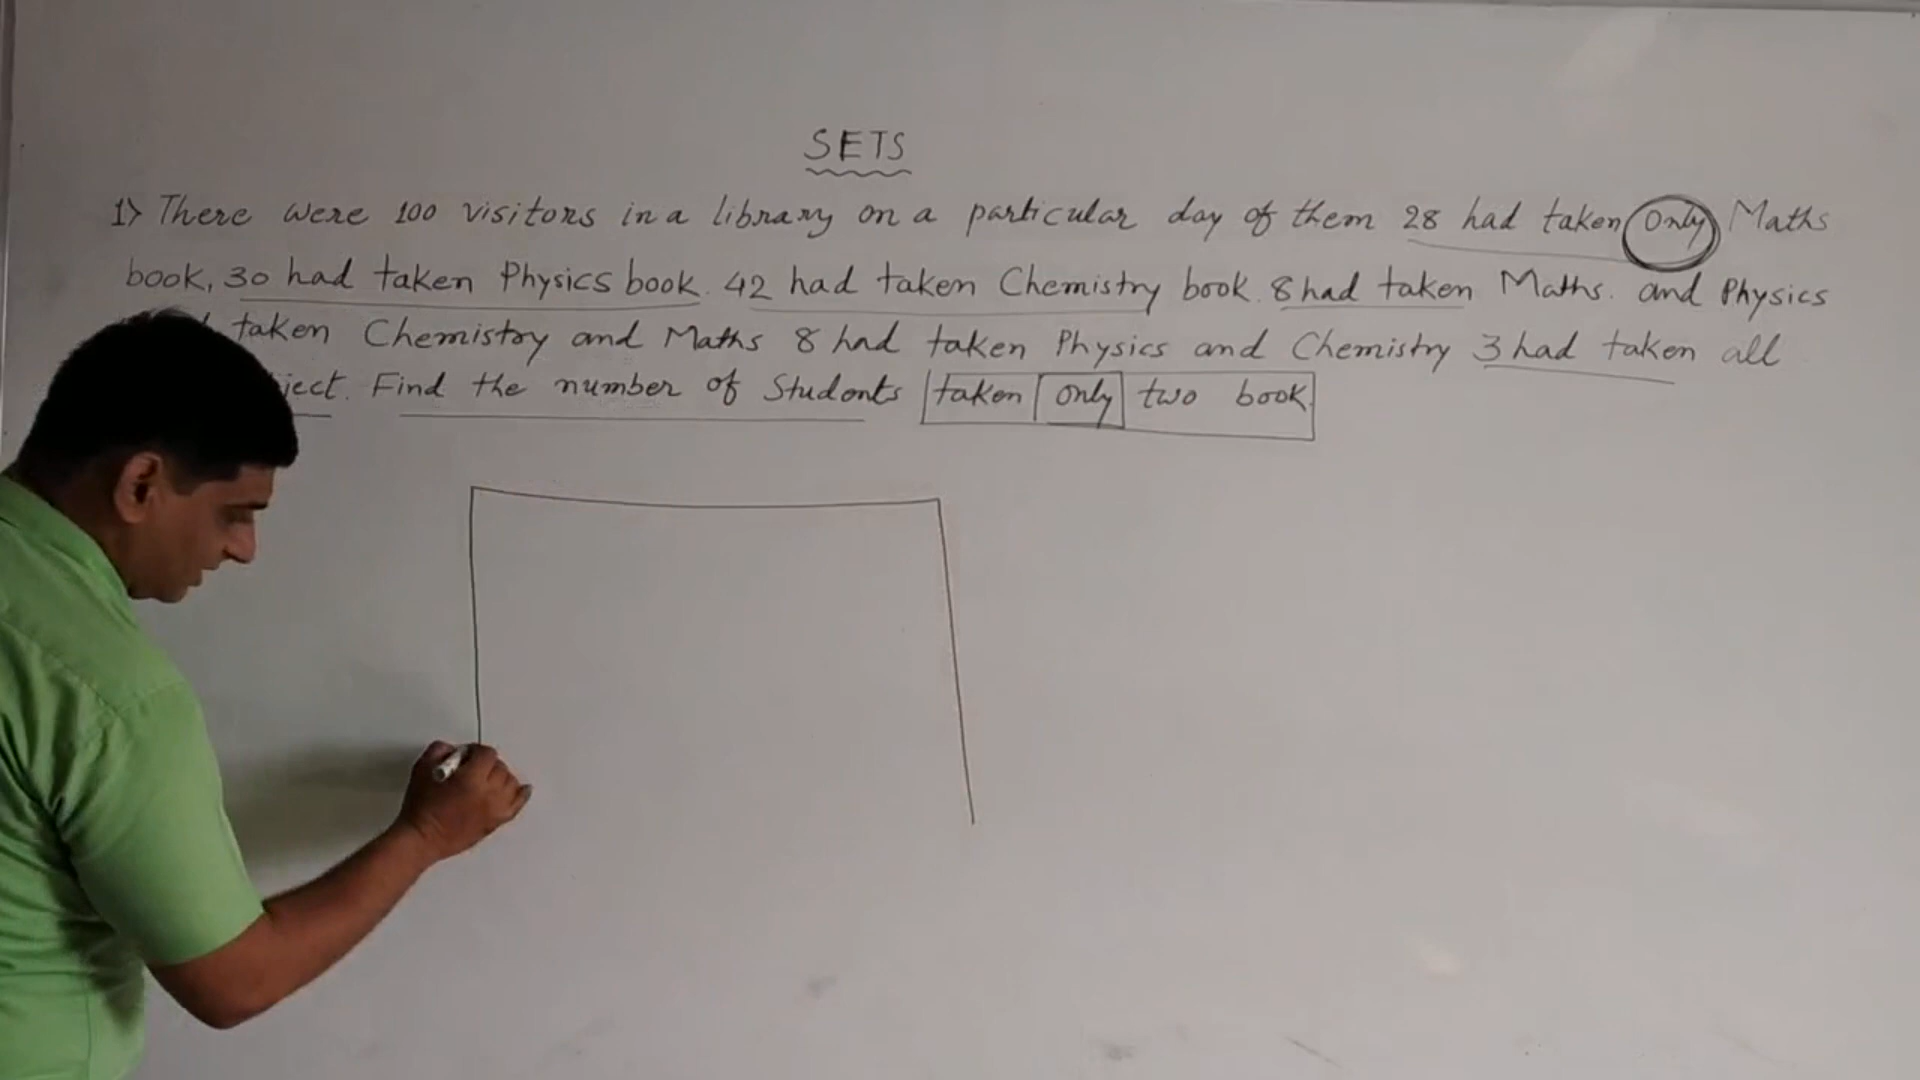 SETS
1) There were 100 visitors in a library on a particular day of them 28 had taken only Maths
book, 30 had taken Physics book. 42 had taken Chemistry book. 8 had taken Maths. and Physics
taken Chemistry and Maths 8 had taken Physics and Chemistry 3 had taken all
Find the number of Students taken only two book.